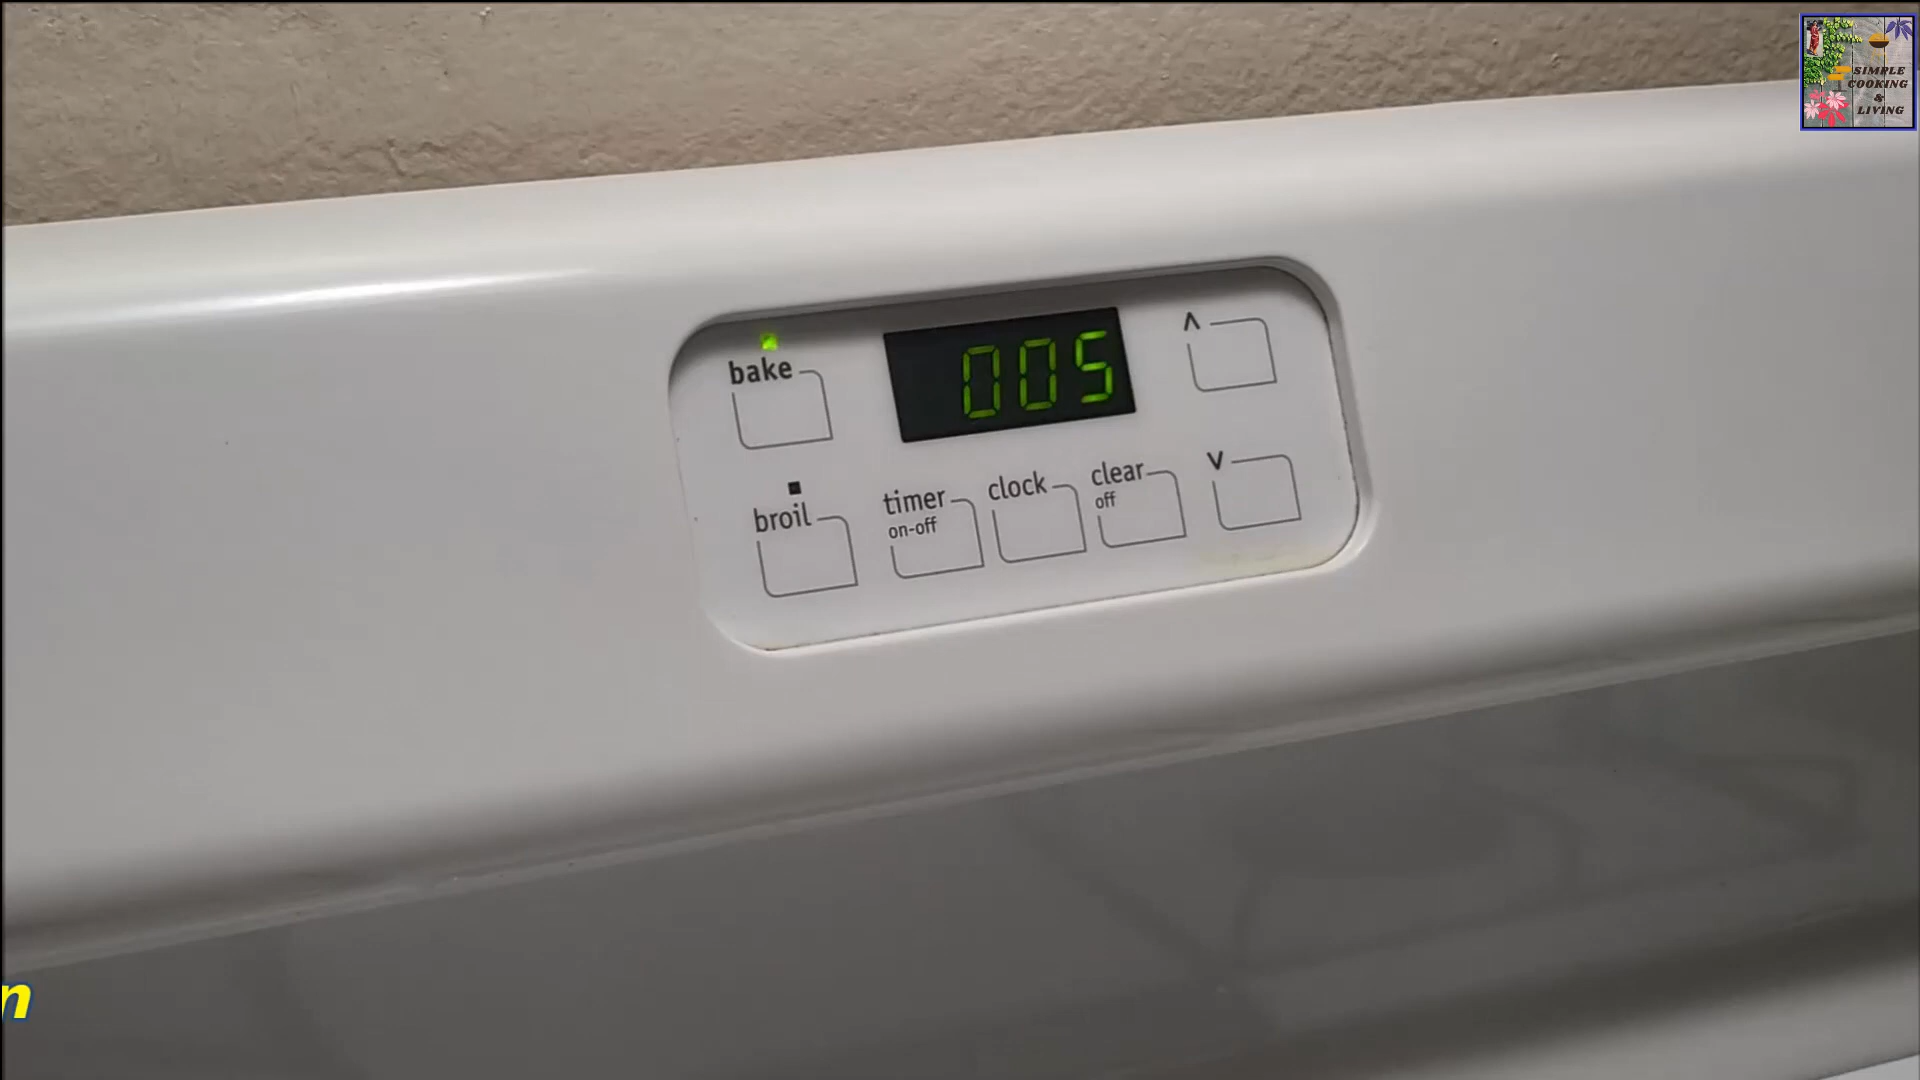 SIMPLE
COOKING
&
LIVING
bake
005
^
broil
timer
on-off
clock
clear
off
v
n